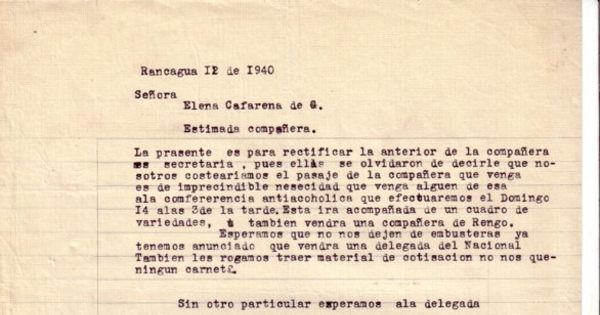 Rancagua I2 de I940
Señora
Elena Cafarena de G.
Estimada compañera.
La presente es para rectificar la anterior de la compañera
es secretaria , pues ellas se olvidaron de decirle que no-
sotros costeariamos el pasaje de la compañera que venga
es de imprecindible nesecidad que venga alguen de esa
ala comfererencia antiacoholica que efectuaremos el Domingo
I4 alas 3de la tarde.Esta ira acompañada de un cuadro de
variedades, tambien vendra una compañera de Rengo.
Esperamos que no nos dejen de embusteras ya
tenemos anunciado que vendra una delegada del Nacional
Tambien les rogamos traer material de cotisacion no nos que-
ningun carnet.
Sin otro particular esperamos ala delegada